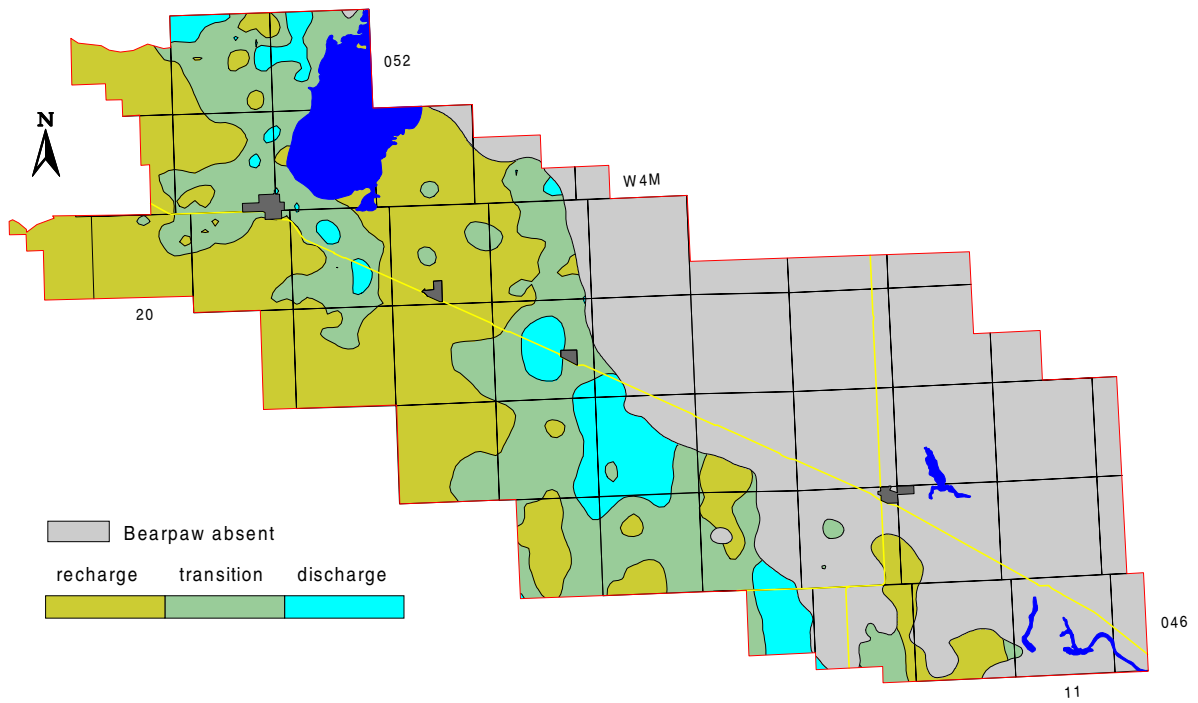 052
N
W4M
20
Bearpaw absent
recharge transition discharge
046
11